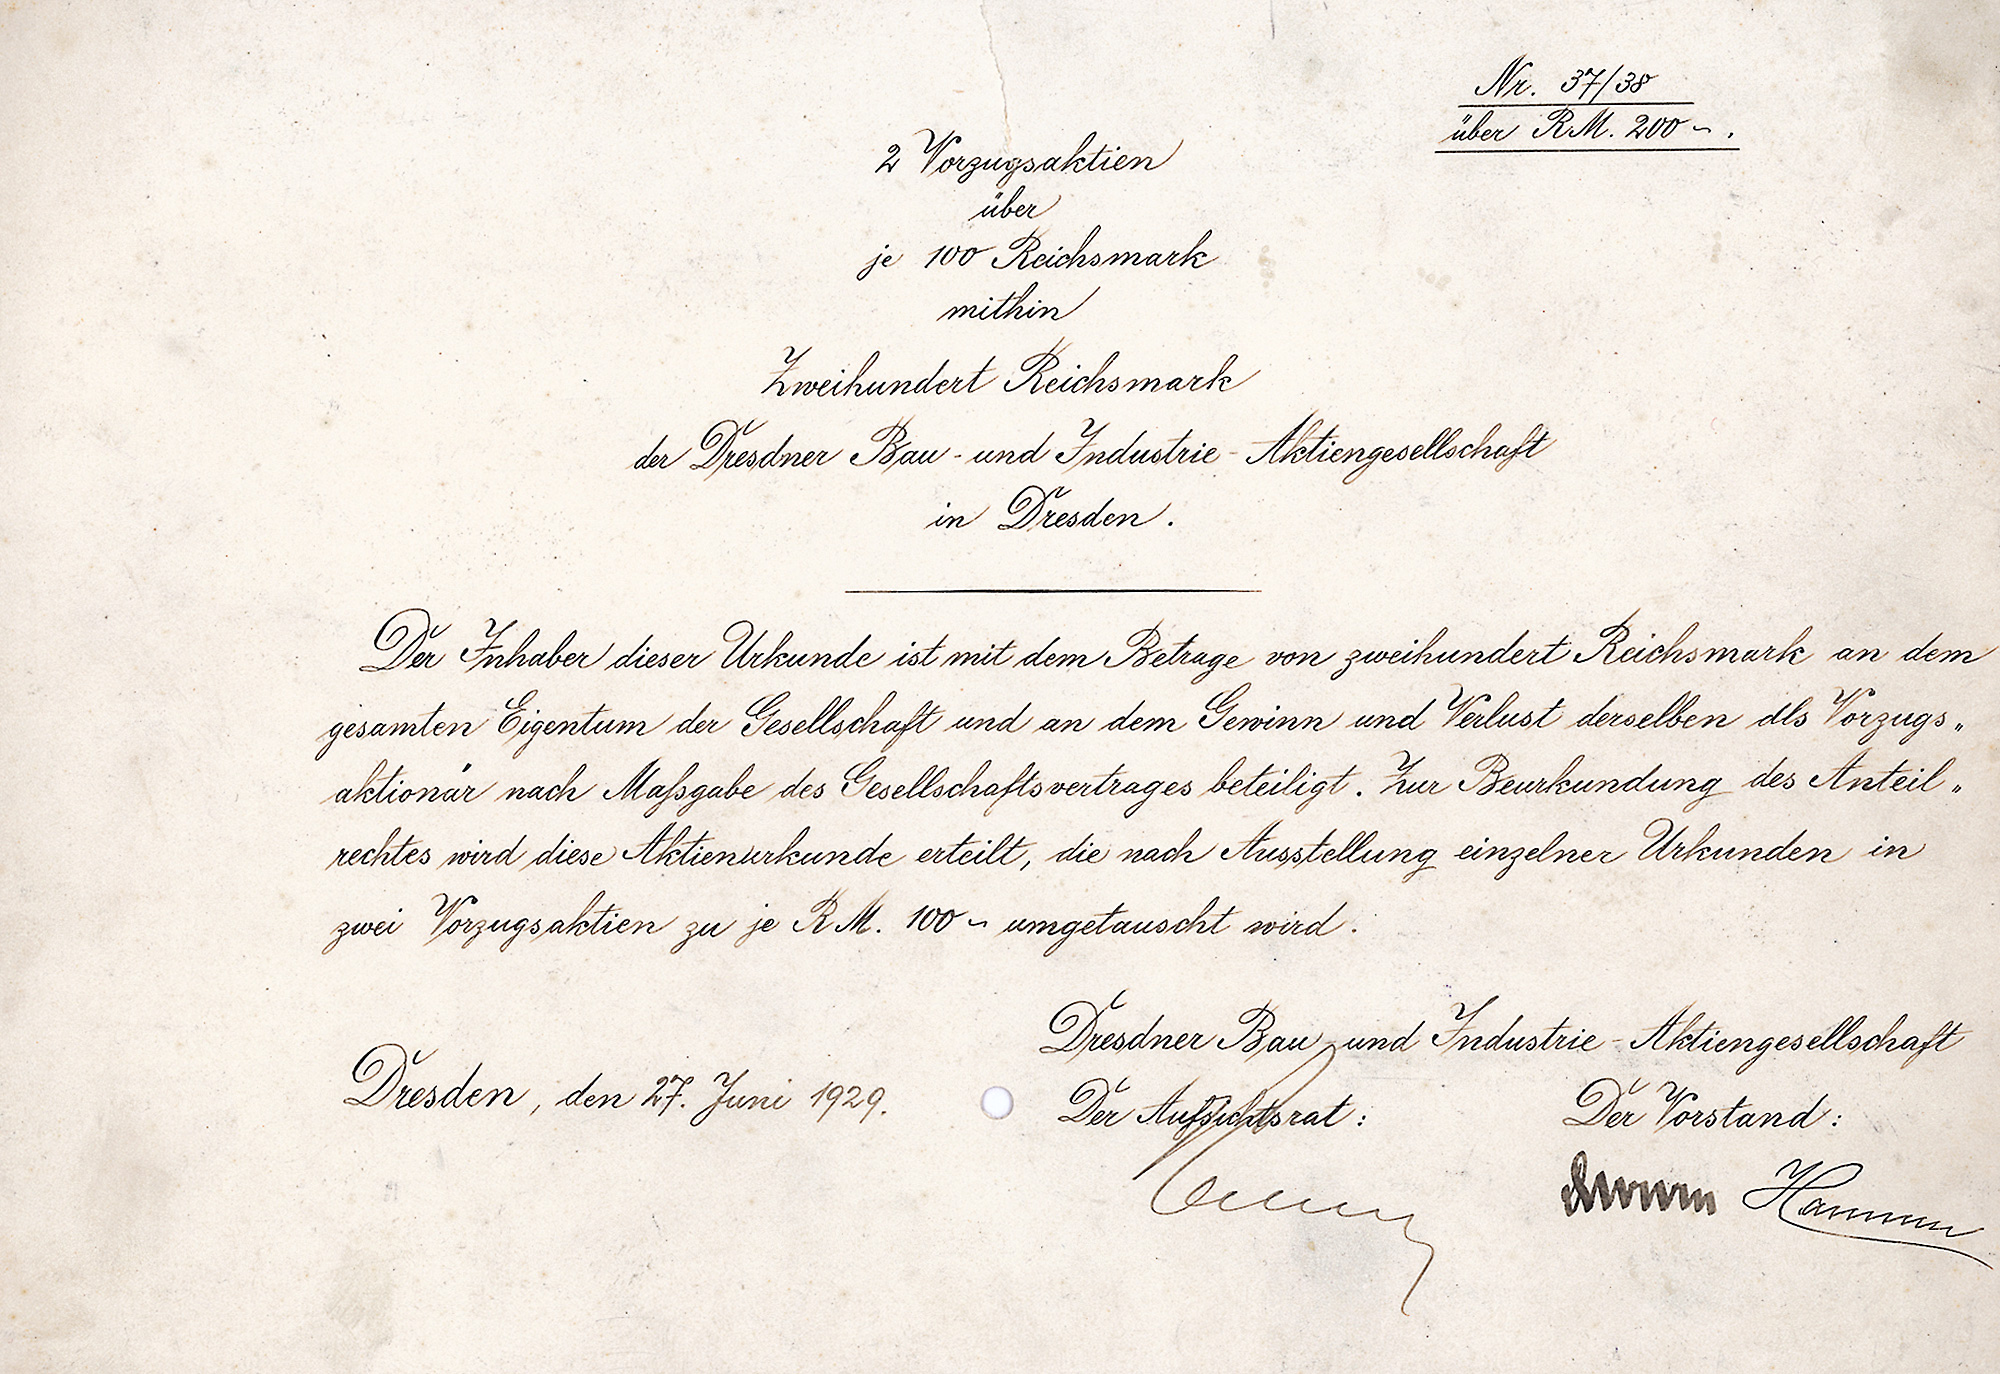 Nr. 37/38
über RM. 200 ~.
2 Vorzugsaktien
über
je 100 Reichsmark
mithin
Zweihundert Reichsmark
der Dresdner Bau- und Industrie-Aktiengesellschaft
in Dresden.
Der Inhaber dieser Urkunde ist mit dem Betrage von zweihundert Reichsmark an dem
gesamten Eigentum der Gesellschaft und an dem Gewinn und Verlust derselben als Vorzugs„
aktionär nach Maßgabe des Gesellschaftsvertrages beteiligt. Zur Beurkundung des Anteil„
rechtes wird diese Aktienurkunde erteilt, die nach Ausstellung einzelner Urkunden in
zwei Vorzugsaktien zu je RM. 100 ~ umgetauscht wird.
Dresdner Bau- und Industrie-Aktiengesellschaft
Dresden, den 27. Juni 1929.
Der Aufsichtsrat: Der Vorstand: